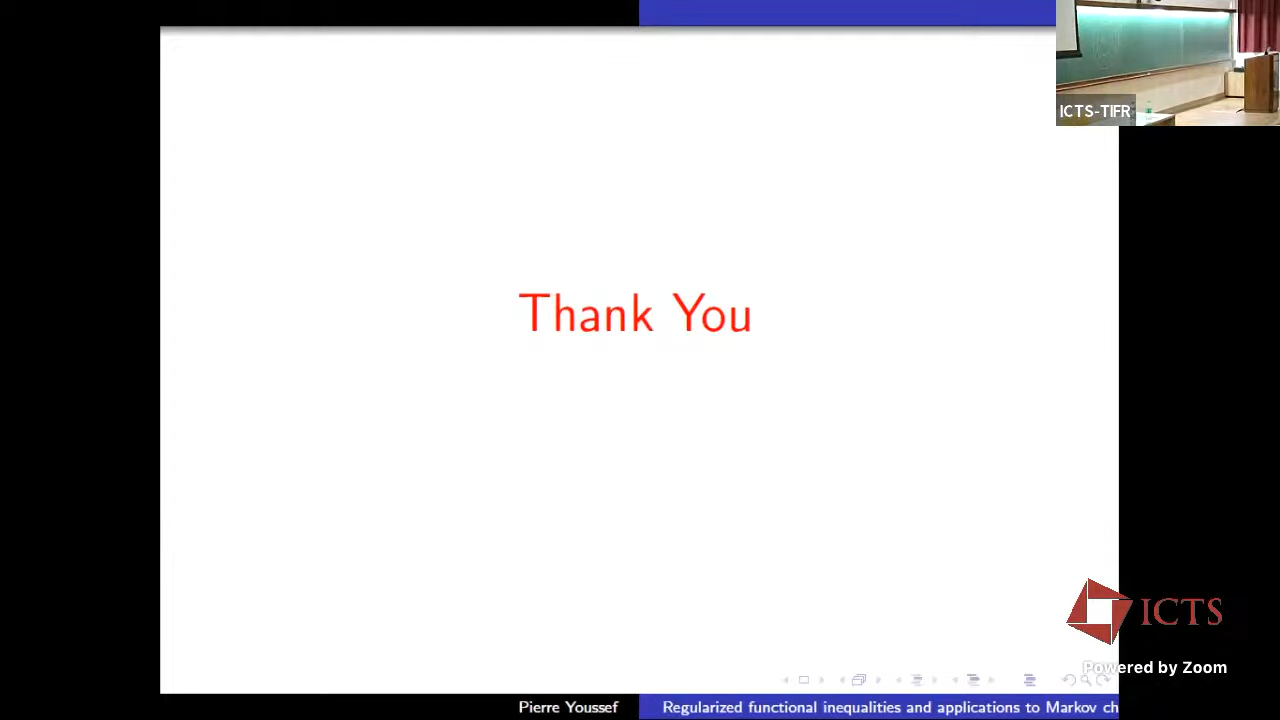 ICTS-TIFR
Thank You
ICTS
Powered by Zoom
Pierre Youssef
Regularized functional inequalities and applications to Markov ch